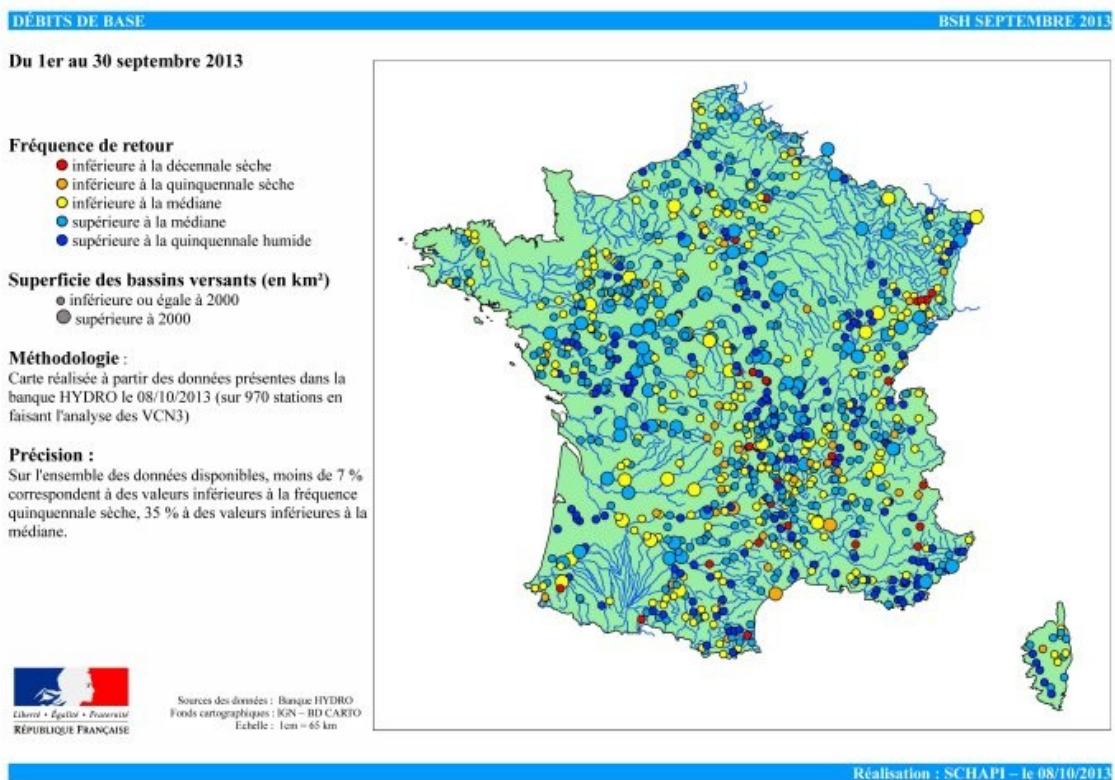 DÉBITS DE BASE
BSH SEPTEMBRE 2013
Du 1er au 30 septembre 2013
Fréquence de retour
inférieure à la décennale sèche
inférieure à la quinquennale sèche
inférieure à la médiane
supérieure à la médiane
supérieure à la quinquennale humide
Superficie des bassins versants (en km²)
inférieure ou égale à 2000
supérieure à 2000
Méthodologie :
Carte réalisée à partir des données présentes dans la
banque HYDRO le 08/10/2013 (sur 970 stations en
faisant l'analyse des VCN3)
Précision :
Sur l'ensemble des données disponibles, moins de 7 %
correspondent à des valeurs inférieures à la fréquence
quinquennale sèche, 35 % à des valeurs inférieures à la
médiane.
Liberté • Égalité • Fraternité
RÉPUBLIQUE FRANÇAISE
Sources des données : Banque HYDRO
Fonds cartographiques : IGN – BD CARTO
Echelle : 1cm = 65 km
Réalisation : SCHAPI – le 08/10/2013